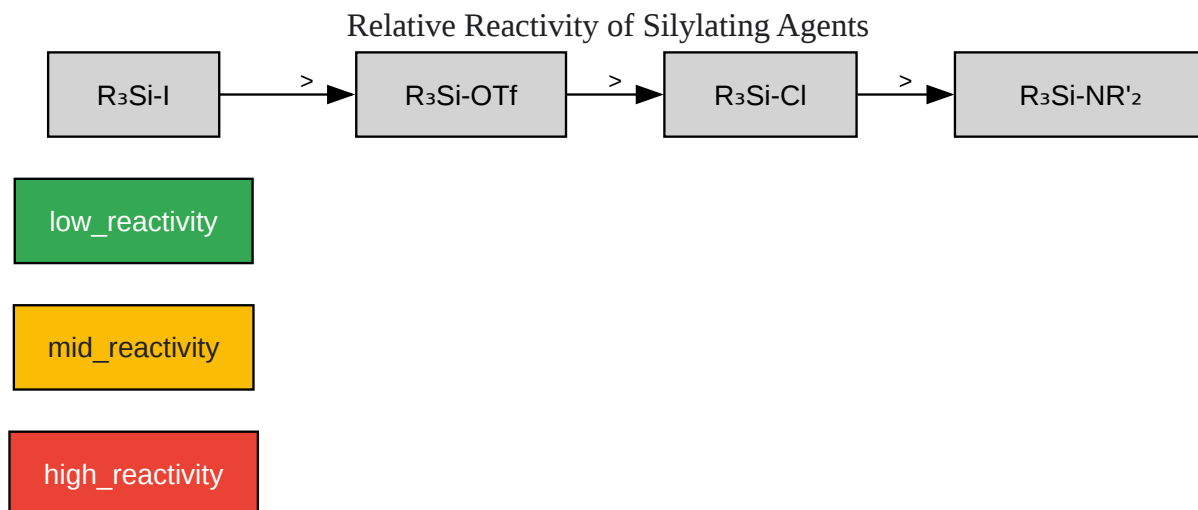 Relative Reactivity of Silylating Agents
R₃Si-I > R₃Si-OTf > R₃Si-Cl > R₃Si-NR'₂
low_reactivity
mid_reactivity
high_reactivity